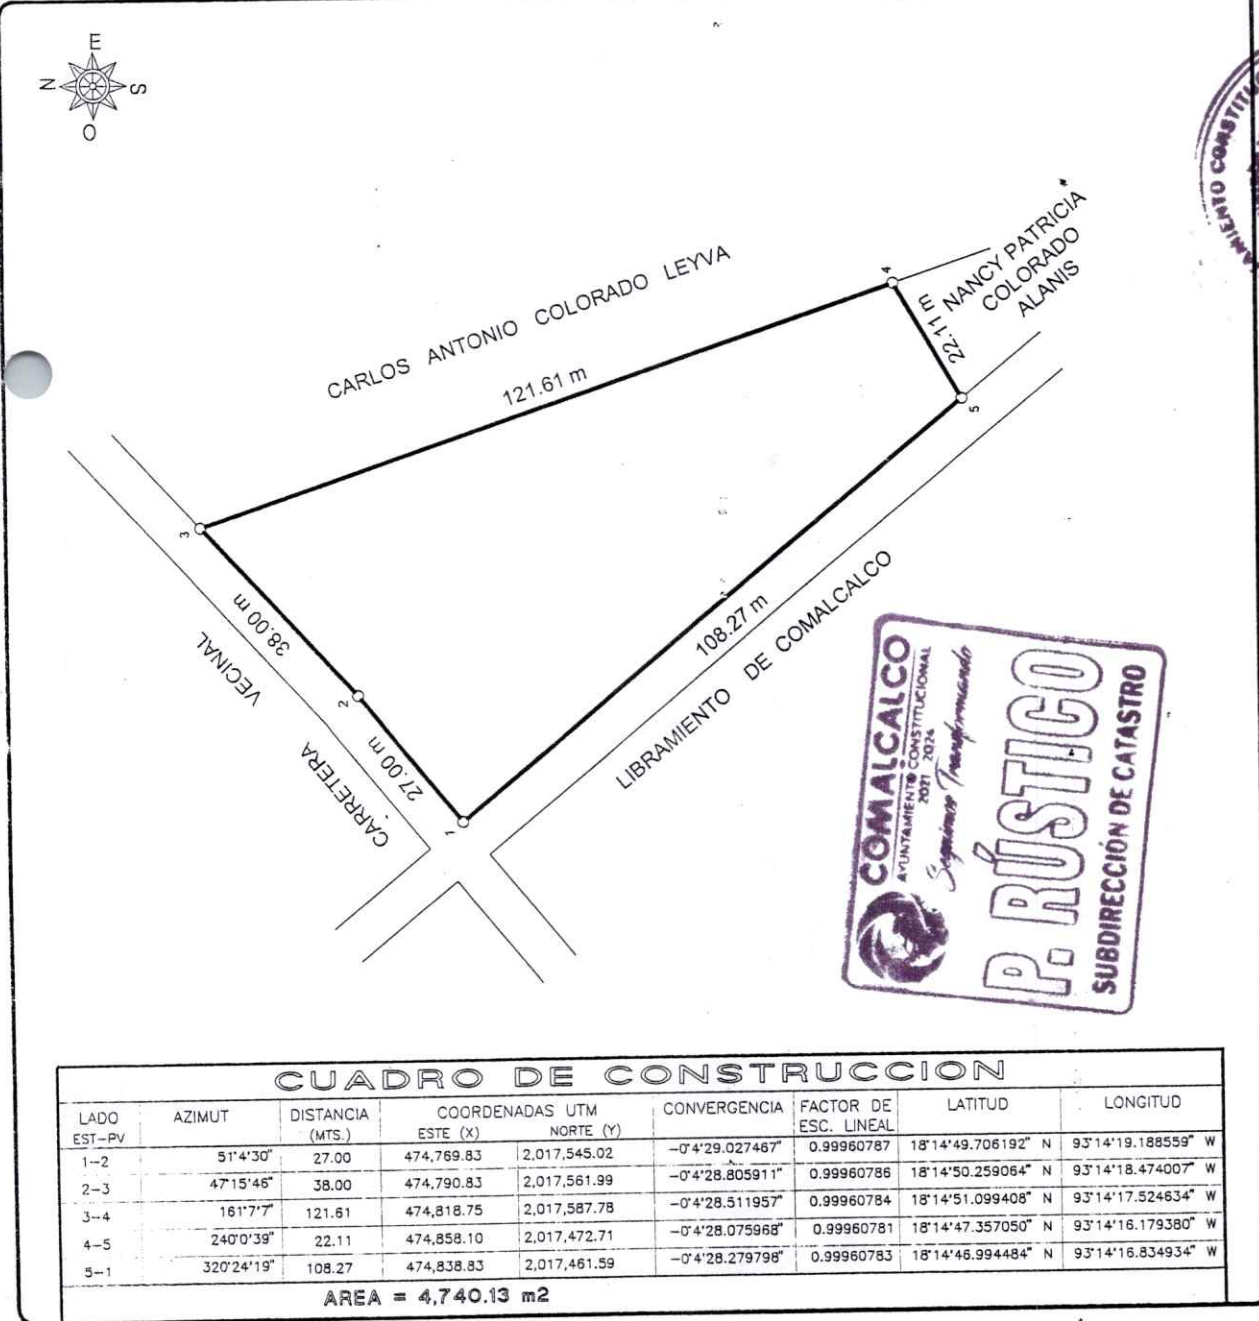 E
N
S
O
AMIENTO CONSTITU
CARLOS ANTONIO COLORADO LEYVA
121.61 m
4
22.11 m
NANCY PATRICIA
COLORADO
ALANIS
5
3
38.00 m
VECINAL
2
27.00 m
CARRETERA
1
108.27 m
LIBRAMIENTO DE COMALCALCO
COMALCALCO
AYUNTAMIENTO CONSTITUCIONAL
2021 2024
Seguimos Transformando
P. RÚSTICO
SUBDIRECCIÓN DE CATASTRO
CUADRO DE CONSTRUCCION
LADO AZIMUT DISTANCIA COORDENADAS UTM CONVERGENCIA FACTOR DE LATITUD LONGITUD
EST-PV (MTS.) ESTE (X) NORTE (Y) ESC. LINEAL
1-2 51°4'30" 27.00 474,769.83 2,017,545.02 -0°4'29.027467" 0.99960787 18°14'49.706192" N 93°14'19.188559" W
2-3 47°15'46" 38.00 474,790.83 2,017,561.99 -0°4'28.805911" 0.99960786 18°14'50.259064" N 93°14'18.474007" W
3-4 161°7'7" 121.61 474,818.75 2,017,587.78 -0°4'28.511957" 0.99960784 18°14'51.099408" N 93°14'17.524634" W
4-5 240°0'39" 22.11 474,858.10 2,017,472.71 -0°4'28.075968" 0.99960781 18°14'47.357050" N 93°14'16.179380" W
5-1 320°24'19" 108.27 474,838.83 2,017,461.59 -0°4'28.279798" 0.99960783 18°14'46.994484" N 93°14'16.834934" W
AREA = 4,740.13 m2